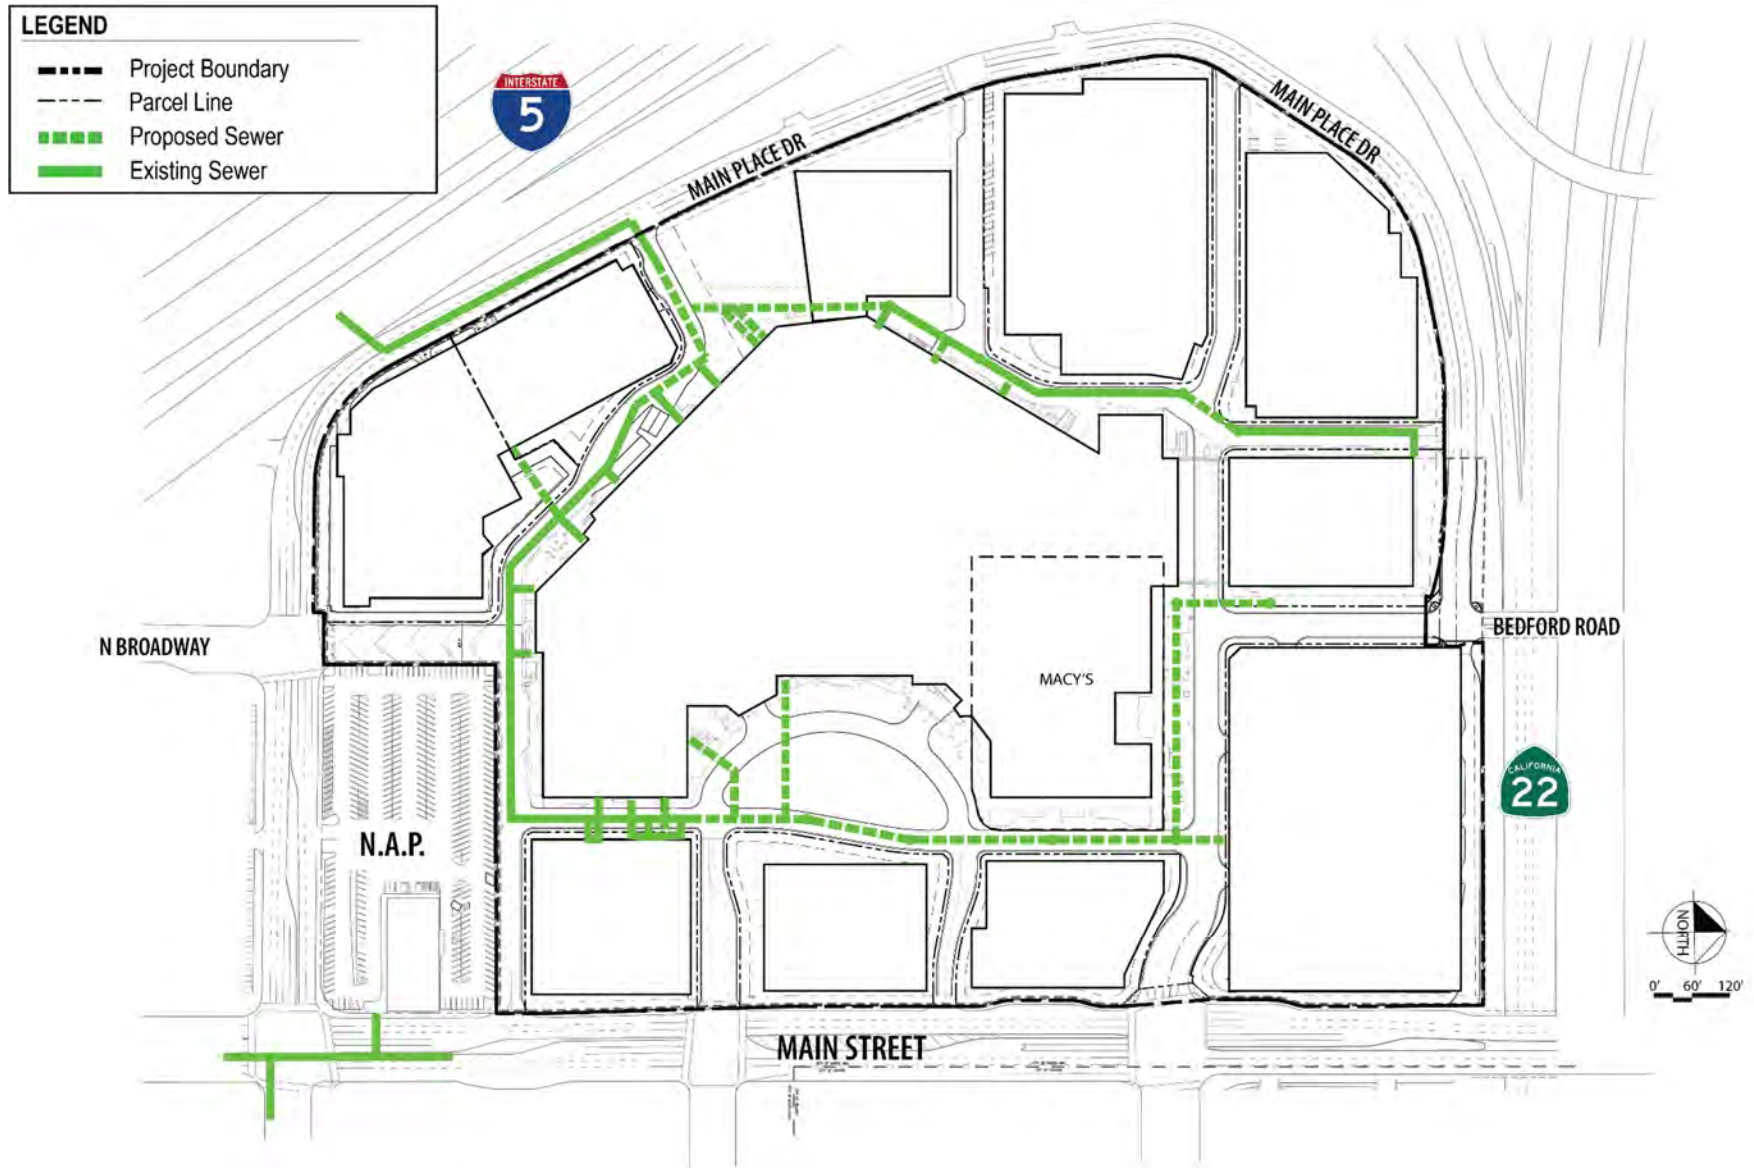 LEGEND
Project Boundary
Parcel Line
Proposed Sewer
Existing Sewer
INTERSTATE
5
MAIN PLACE DR
MAIN PLACE DR
N BROADWAY
BEDFORD ROAD
MACY'S
CALIFORNIA
22
N.A.P.
NORTH
0' 60' 120'
MAIN STREET